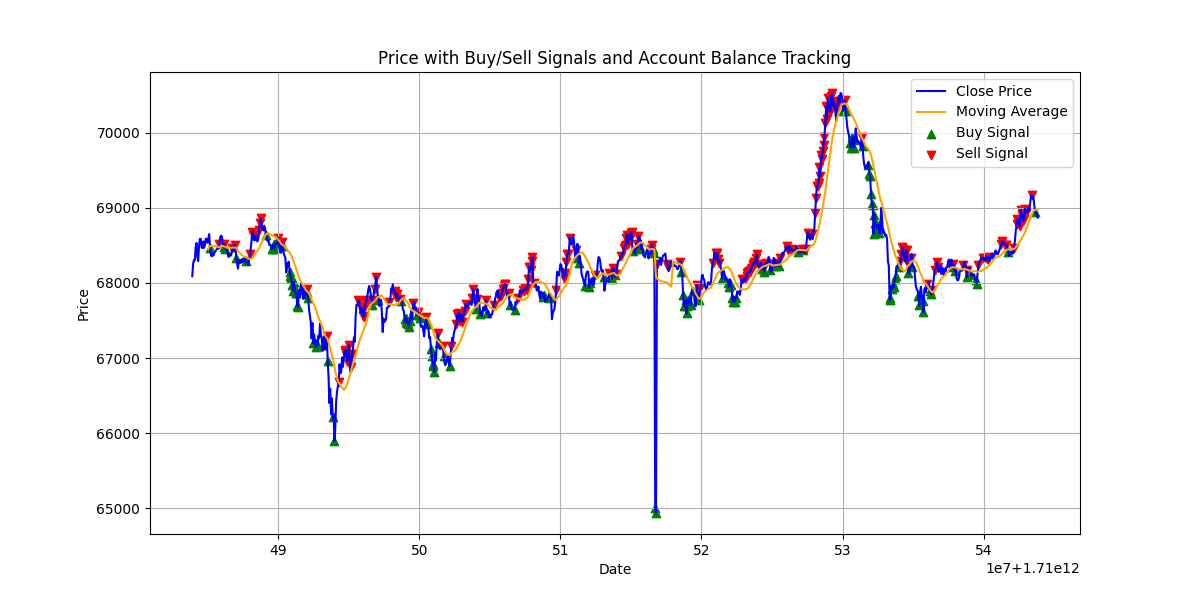 Price with Buy/Sell Signals and Account Balance Tracking
Close Price
Moving Average
Buy Signal
Sell Signal
70000
69000
68000
67000
66000
65000
Price
49 50 51 52 53 54
Date
1e7+1.71e12